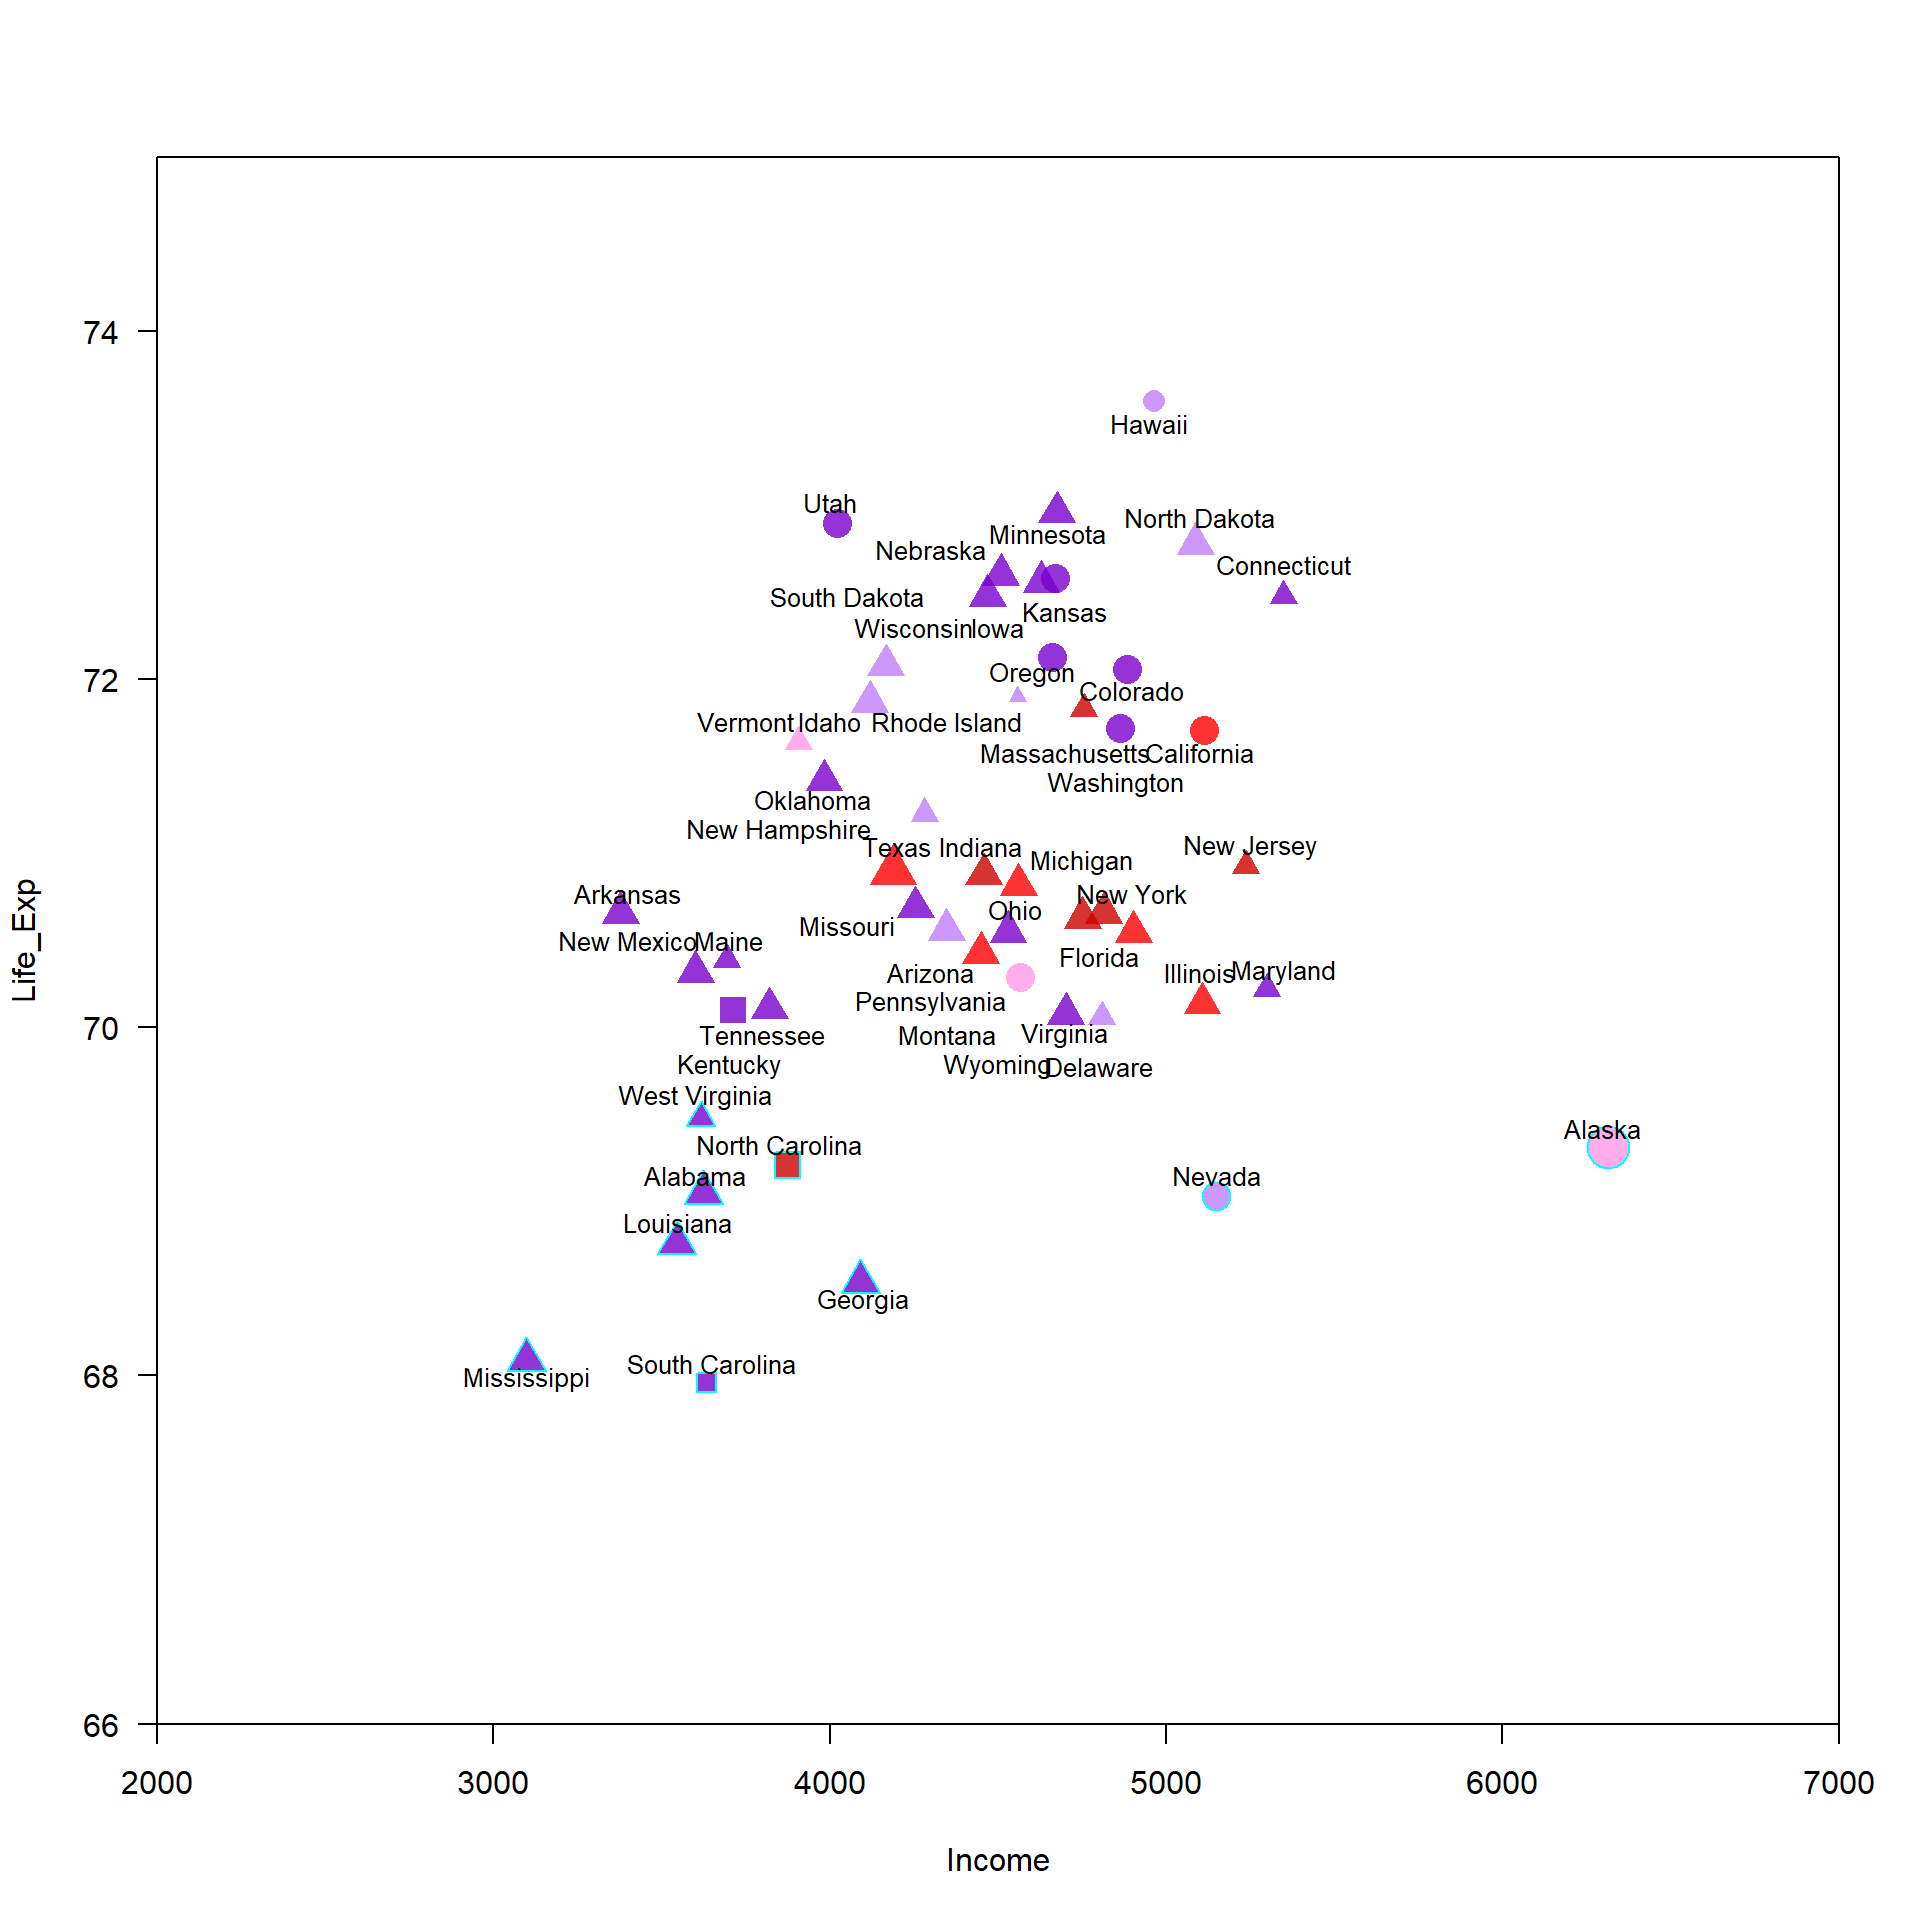 74
Hawaii
Utah
North Dakota
Minnesota
Nebraska
Connecticut
South Dakota
Kansas
Wisconsin Iowa
72
Oregon
Colorado
Vermont Idaho Rhode Island
Massachusetts California
Washington
Oklahoma
New Hampshire
Texas Indiana New Jersey
Michigan
Arkansas New York
Ohio
Missouri
New Mexico Maine
Florida
Arizona Illinois Maryland
Pennsylvania
70
Tennessee Montana Virginia
Kentucky Wyoming Delaware
West Virginia
Alaska
North Carolina
Alabama Nevada
Louisiana
Georgia
South Carolina
68
Mississippi
66
Life_Exp
2000 3000 4000 5000 6000 7000
Income